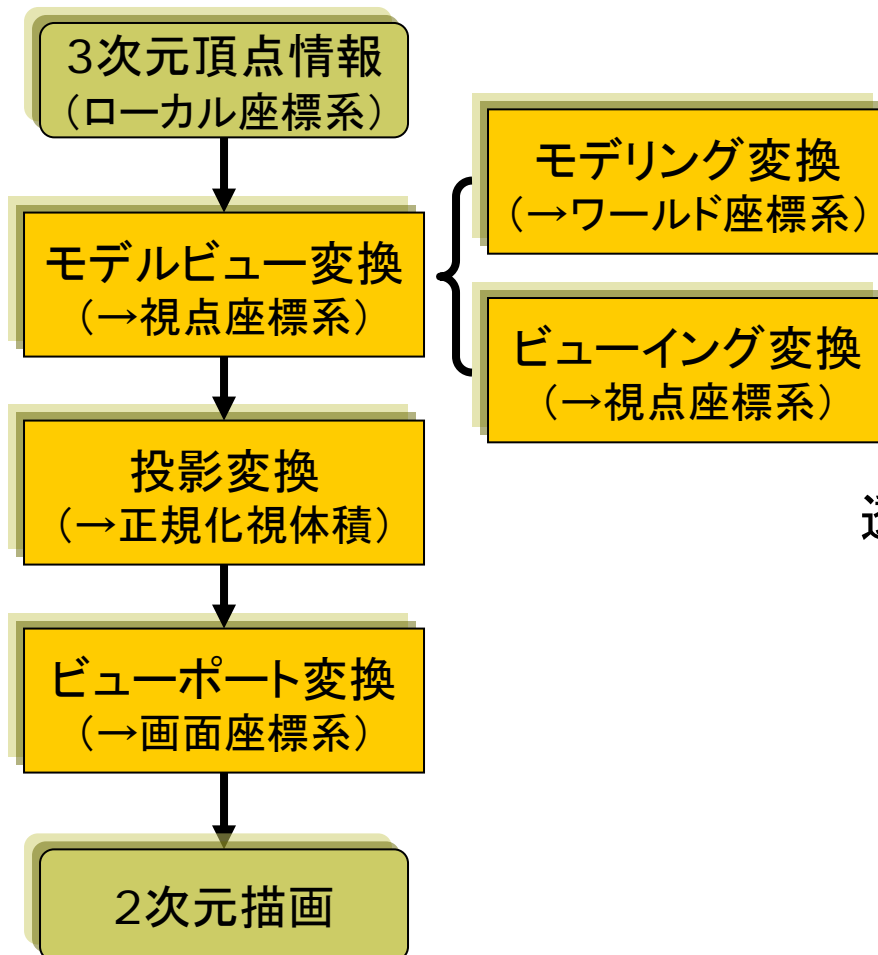 3次元頂点情報
（ローカル座標系）
モデルビュー変換
（→視点座標系）
モデリング変換
（→ワールド座標系）
ビューイング変換
（→視点座標系）
投影変換
（→正規化視体積）
ビューポート変換
（→画面座標系）
2次元描画